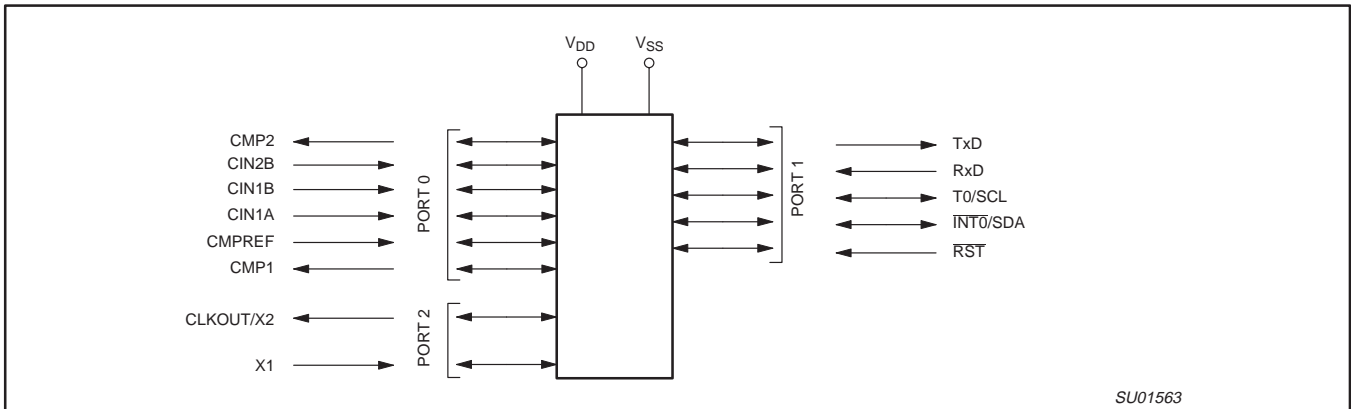 VDD VSS
CMP2
CIN2B
CIN1B
CIN1A
CMPREF
CMP1
PORT 0
CLKOUT/X2
X1
PORT 2
PORT 1
TxD
RxD
T0/SCL
INT0/SDA
RST
SU01563